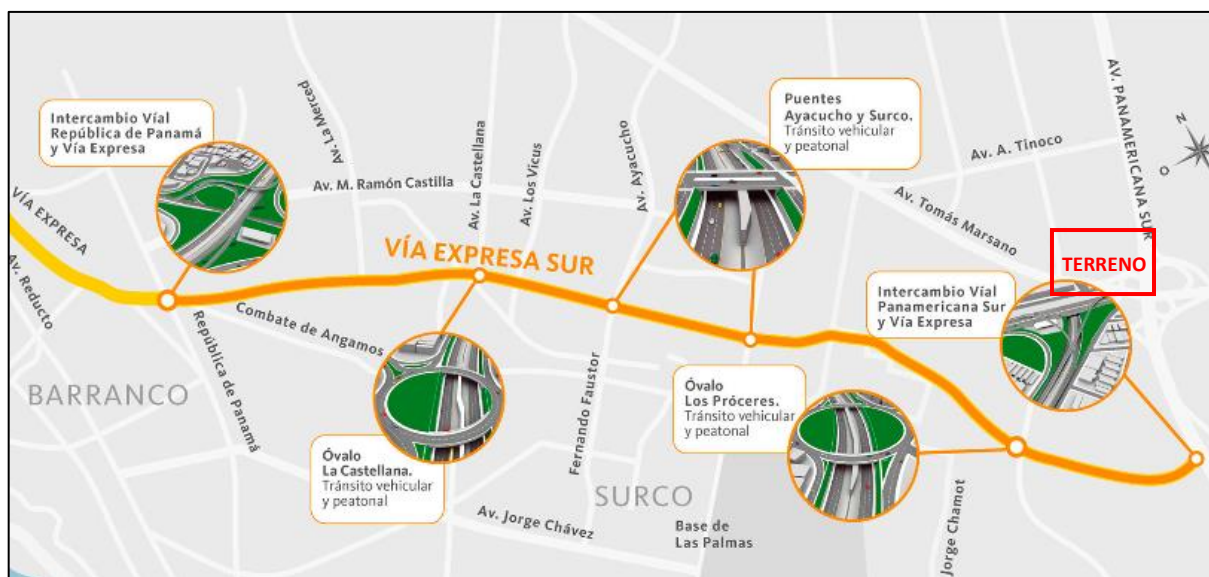 Intercambio Víal
República de Panamá
y Vía Expresa
Av. La Merced
Av. M. Ramón Castilla
Av. La Castellana
Av. Los Vicus
Av. Ayacucho
Puentes
Ayacucho y Surco.
Tránsito vehicular
y peatonal
Av. A. Tinoco
AV. PANAMERICANA SUR
N
O
Av. Tomás Marsano
TERRENO
VÍA EXPRESA
Av. Reducto
VÍA EXPRESA SUR
Intercambio Víal
Panamericana Sur
y Vía Expresa
Combate de Angamos
República de Panamá
BARRANCO
Óvalo
La Castellana.
Tránsito vehicular
y peatonal
Fernando Faustor
Óvalo
Los Próceres.
Tránsito vehicular
y peatonal
SURCO
Av. Jorge Chávez
Base de
Las Palmas
Jorge Chamot